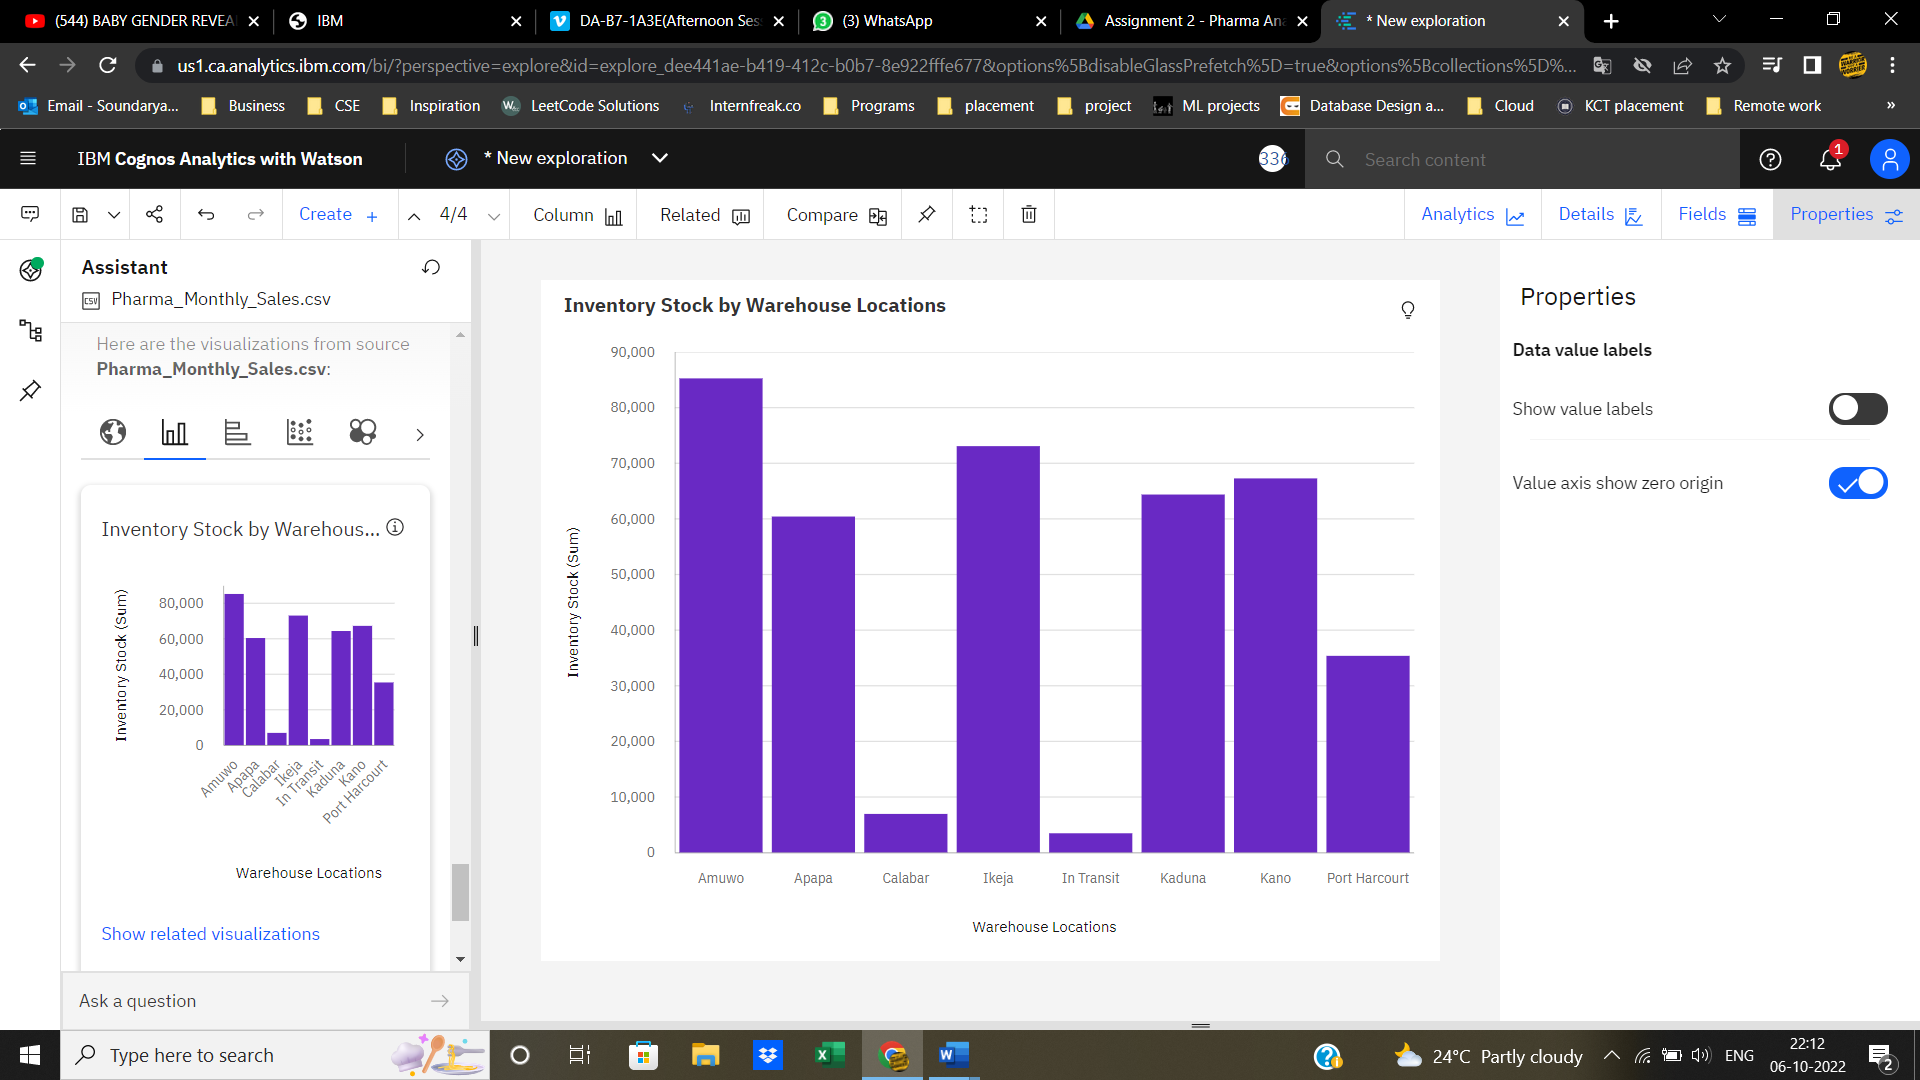 (544) BABY GENDER REVEA
IBM
DA-B7-1A3E(Afternoon Ses
(3) WhatsApp
Assignment 2 - Pharma Ana
* New exploration
us1.ca.analytics.ibm.com/bi/?perspective=explore&id=explore_dee441ae-b419-412c-b0b7-8e922fffe677&options%5BdisableGlassPrefetch%5D=true&options%5Bcollections%5D%...
Email - Soundarya...
Business
CSE
Inspiration
LeetCode Solutions
Internfreak.co
Programs
placement
project
ML projects
Database Design a...
Cloud
KCT placement
Remote work
»
IBM Cognos Analytics with Watson
* New exploration
336
Search content
1
Create +
4/4
Column
Related
Compare
Analytics
Details
Fields
Properties
Assistant
CSV Pharma_Monthly_Sales.csv
Here are the visualizations from source
Pharma_Monthly_Sales.csv:
Inventory Stock by Warehous...
Inventory Stock (Sum)
80,000
60,000
40,000
20,000
0
Amuwo
Apapa
Calabar
Ikeja
In Transit
Kaduna
Kano
Port Harcourt
Warehouse Locations
Show related visualizations
Ask a question
Inventory Stock by Warehouse Locations
Inventory Stock (Sum)
90,000
80,000
70,000
60,000
50,000
40,000
30,000
20,000
10,000
0
Amuwo
Apapa
Calabar
Ikeja
In Transit
Kaduna
Kano
Port Harcourt
Warehouse Locations
Properties
Data value labels
Show value labels
Value axis show zero origin
Type here to search
24°C Partly cloudy
ENG
22:12
06-10-2022
2